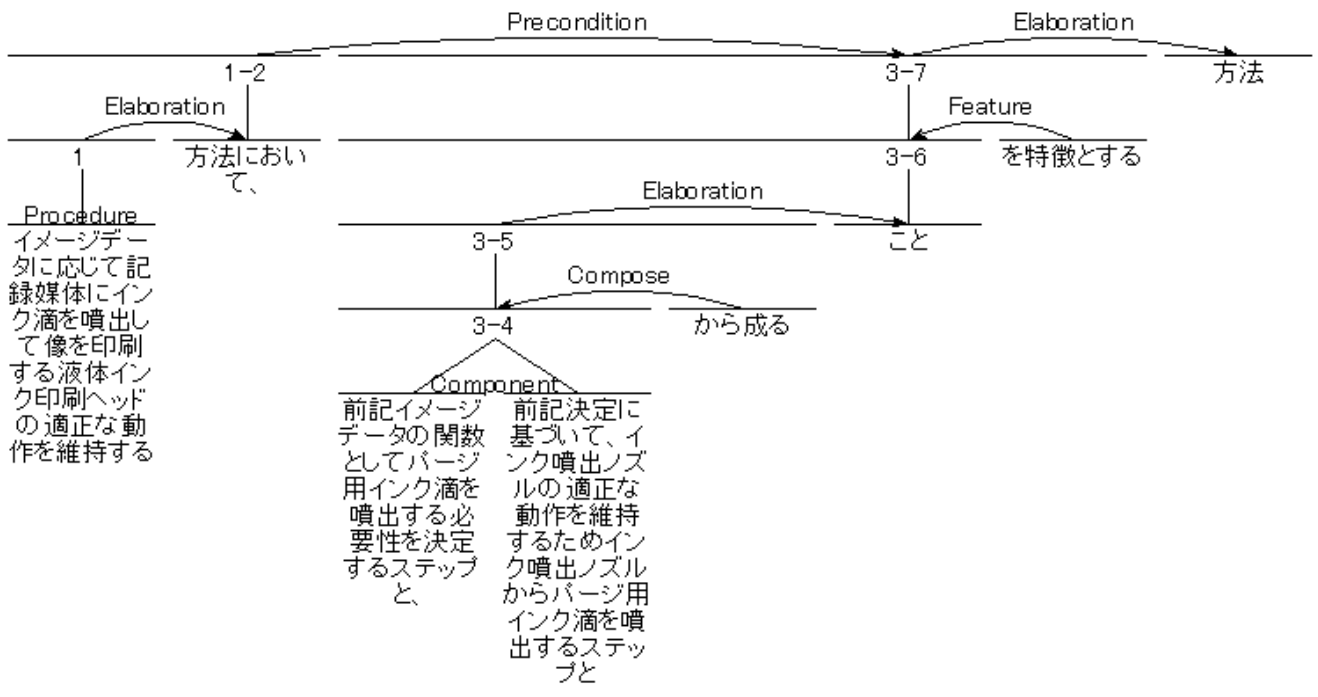 Precondition
Elaboration
1-2
3-7
方法
Elaboration
Feature
1
方法におい
て、
3-6
を特徴とする
Elaboration
Procedure
3-5
こと
イメージデー
タに応じて記
録媒体にイン
ク滴を噴出し
て像を印刷
する液体イン
ク印刷ヘッド
の適正な動
作を維持する
Compose
3-4
から成る
Component
前記イメージ
データの関数
としてパージ
用インク滴を
噴出する必
要性を決定
するステップ
と、
前記決定に
基づいて、イ
ンク噴出ノズ
ルの適正な
動作を維持
するためイン
ク噴出ノズル
からパージ用
インク滴を噴
出するステッ
プと